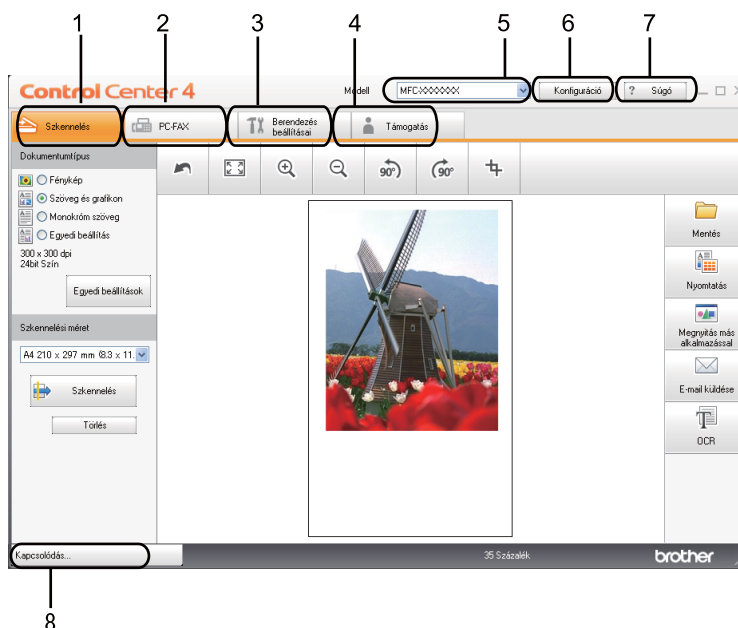 1 2 3 4 5 6 7
Control Center 4
Modell MFC-XXXXXX Konfiguráció ? Súgó
Szkennelés PC-FAX Berendezés beállításai Támogatás
Dokumentumtípus
Fénykép
Szöveg és grafikon
Monokróm szöveg
Egyedi beállítás
300 x 300 dpi
24bit Szín
Egyedi beállítások
Szkennelési méret
A4 210 x 297 mm (8.3 x 11.
Szkennelés
Törlés
90° 90°
Mentés
Nyomtatás
Megnyitás más
alkalmazással
E-mail küldése
OCR
Kapcsolódás... 35 Százalék brother
8